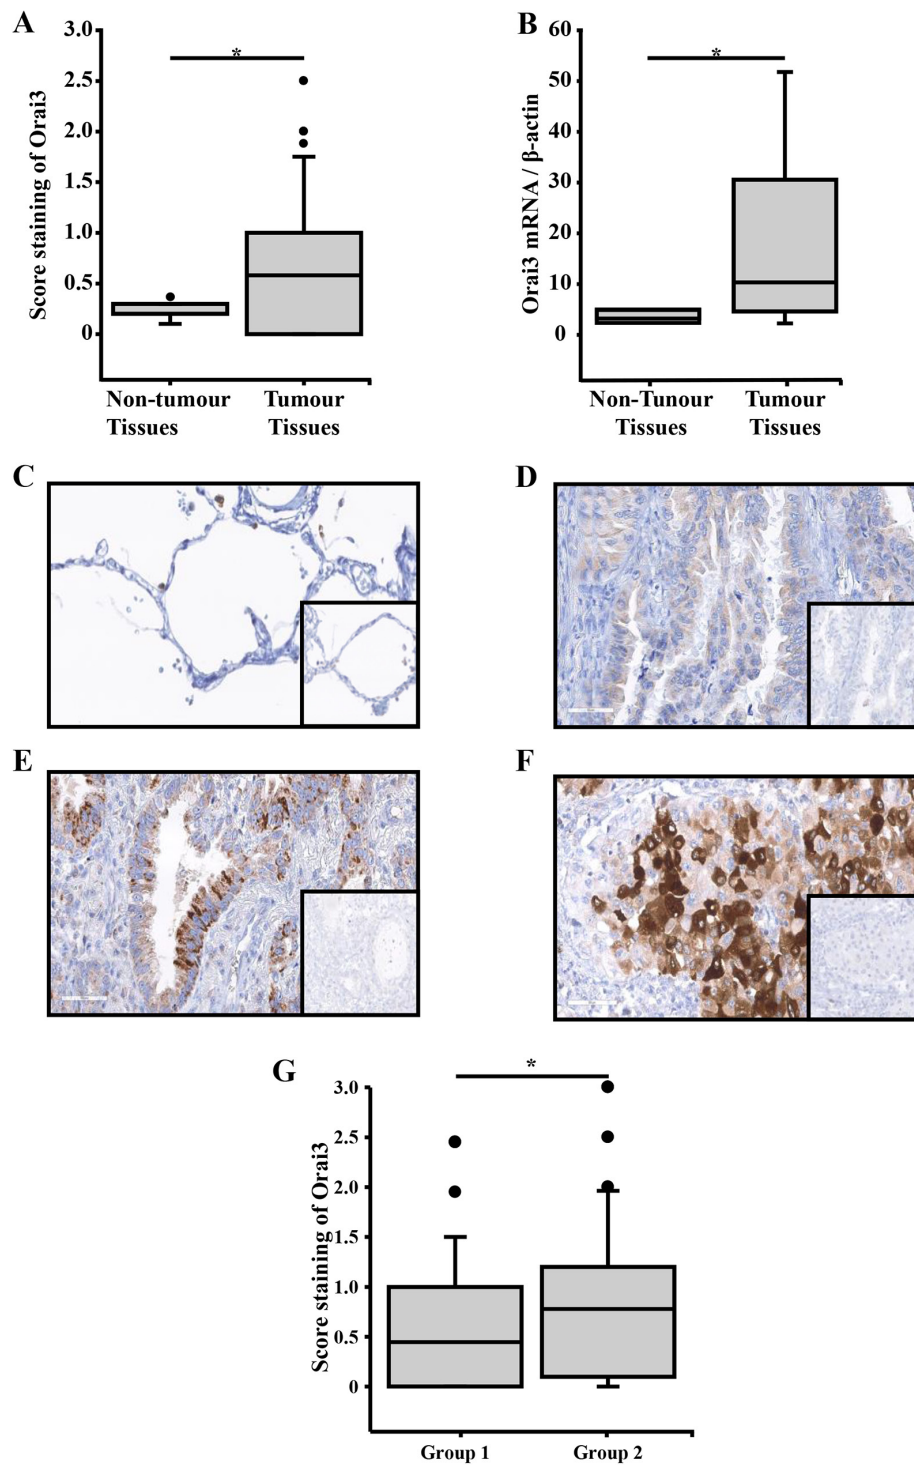 A
3.0
2.5
2.0
1.5
1.0
0.5
0
Score staining of Orai3
*
Non-tumour
Tissues
Tumour
Tissues
B
60
50
40
30
20
10
0
Orai3 mRNA / β-actin
*
Non-Tunour
Tissues
Tumour
Tissues
C
D
E
F
G
3.0
2.5
2.0
1.5
1.0
0.5
0
Score staining of Orai3
*
Group 1
Group 2